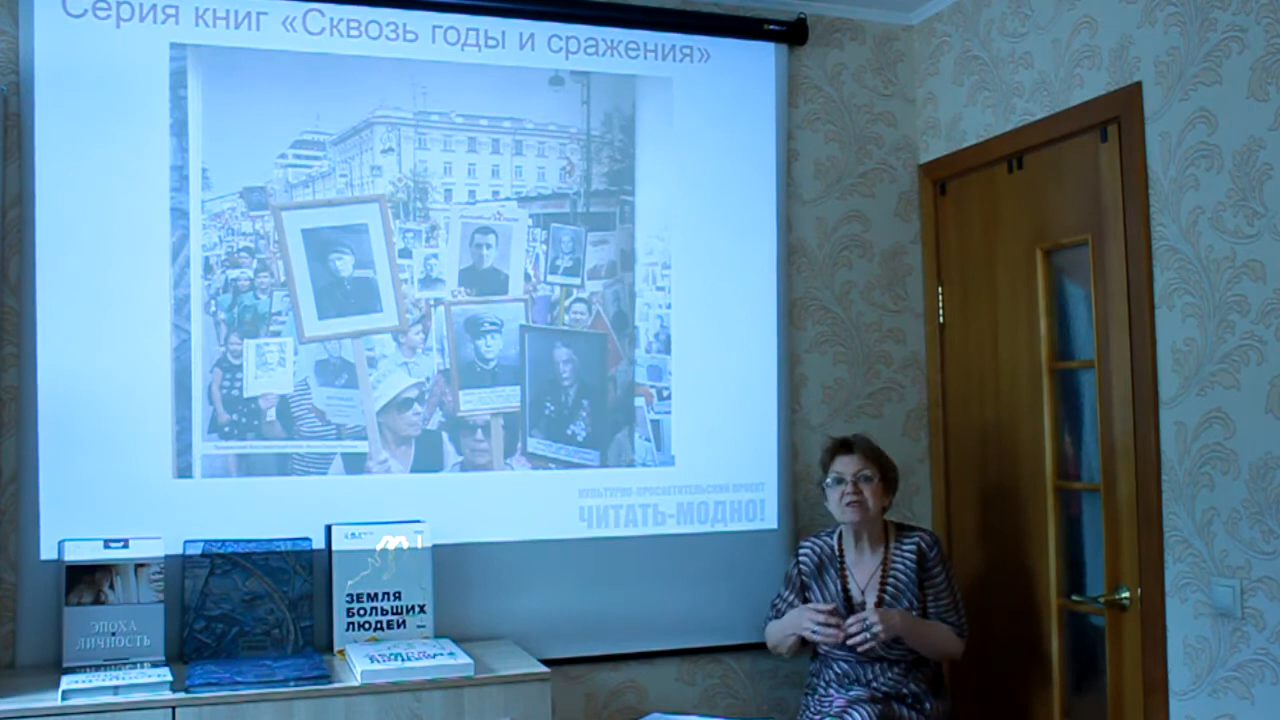 Серия книг «Сквозь годы и сражения»
КУЛЬТУРНО-ПРОСВЕТИТЕЛЬСКИЙ ПРОЕКТ
ЧИТАТЬ-МОДНО!
ЭПОХА
ЛИЧНОСТЬ
ЗЕМЛЯ
БОЛЬШИХ
ЛЮДЕЙ